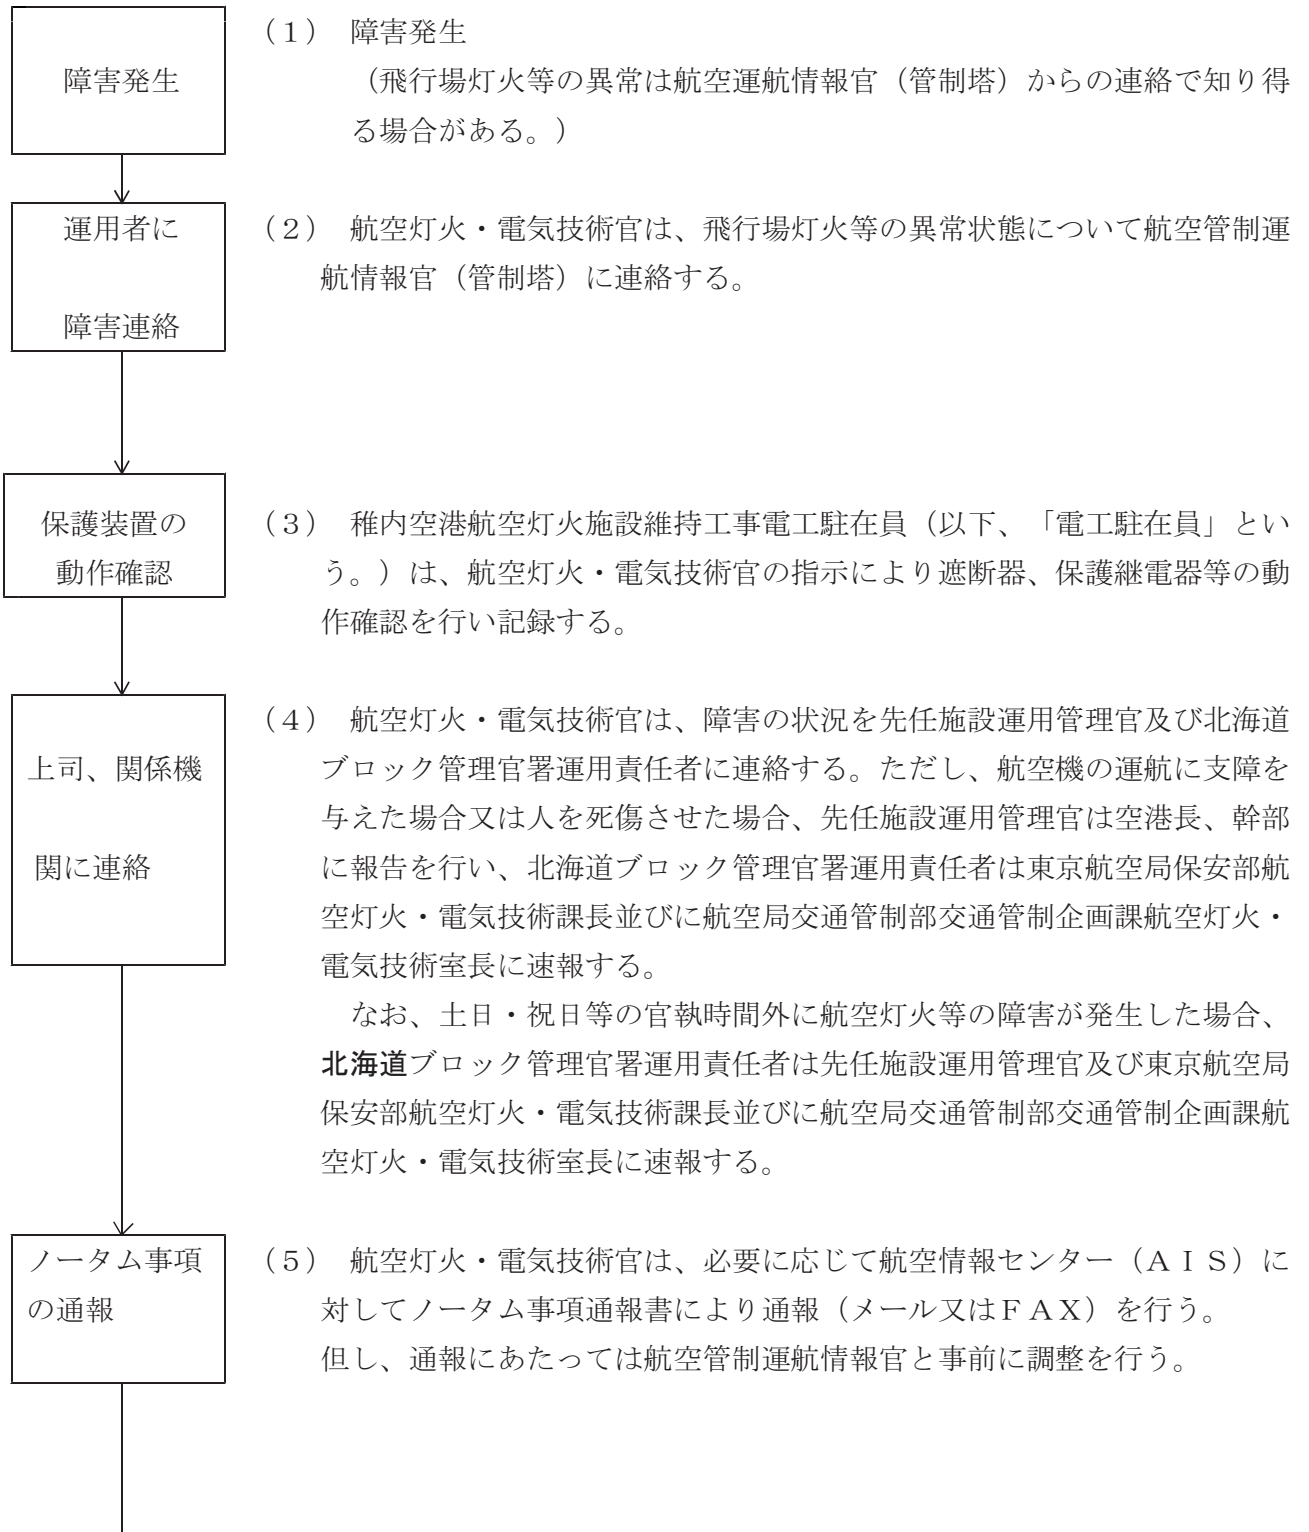 障害発生
（１）　障害発生
（飛行場灯火等の異常は航空運航情報官（管制塔）からの連絡で知り得
る場合がある。）
運用者に
障害連絡
（２）　航空灯火・電気技術官は、飛行場灯火等の異常状態について航空管制運
航情報官（管制塔）に連絡する。
保護装置の
動作確認
（３）　稚内空港航空灯火施設維持工事電工駐在員（以下、「電工駐在員」とい
う。）は、航空灯火・電気技術官の指示により遮断器、保護継電器等の動
作確認を行い記録する。
上司、関係機
関に連絡
（４）　航空灯火・電気技術官は、障害の状況を先任施設運用管理官及び北海道
ブロック管理官署運用責任者に連絡する。ただし、航空機の運航に支障を
与えた場合又は人を死傷させた場合、先任施設運用管理官は空港長、幹部
に報告を行い、北海道ブロック管理官署運用責任者は東京航空局保安部航
空灯火・電気技術課長並びに航空局交通管制部交通管制企画課航空灯火・
電気技術室長に速報する。
なお、土日・祝日等の官執時間外に航空灯火等の障害が発生した場合、
北海道ブロック管理官署運用責任者は先任施設運用管理官及び東京航空局
保安部航空灯火・電気技術課長並びに航空局交通管制部交通管制企画課航
空灯火・電気技術室長に速報する。
ノータム事項
の通報
（５）　航空灯火・電気技術官は、必要に応じて航空情報センター（ＡＩＳ）に
対してノータム事項通報書により通報（メール又はＦＡＸ）を行う。
但し、通報にあたっては航空管制運航情報官と事前に調整を行う。